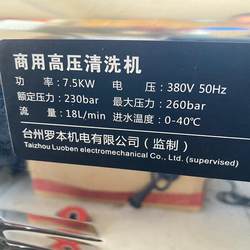 商用高压清洗机
功 率：7.5KW 电 压：380V 50Hz
额定压力：230bar 最大压力：260bar
流 量：18L/min 进水温度：0-40℃
台州罗本机电有限公司（监制）
Taizhou Luoben electromechanical Co., Ltd (supervised)